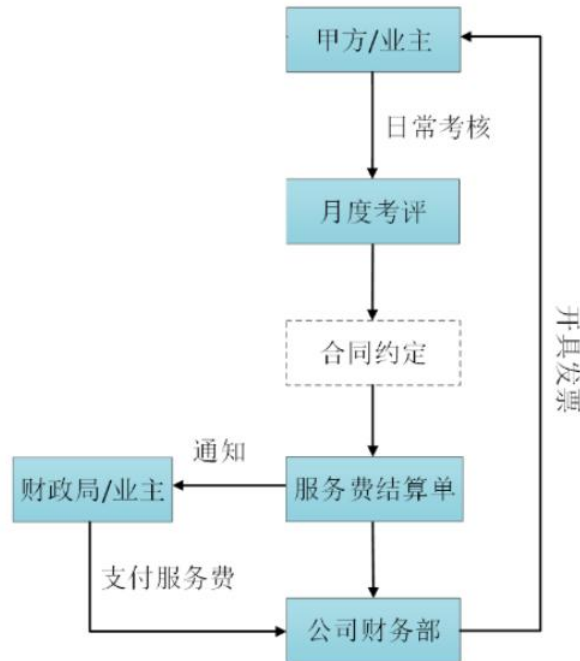 甲方/业主
日常考核
月度考评
合同约定
开具发票
通知
财政局/业主
服务费结算单
支付服务费
公司财务部